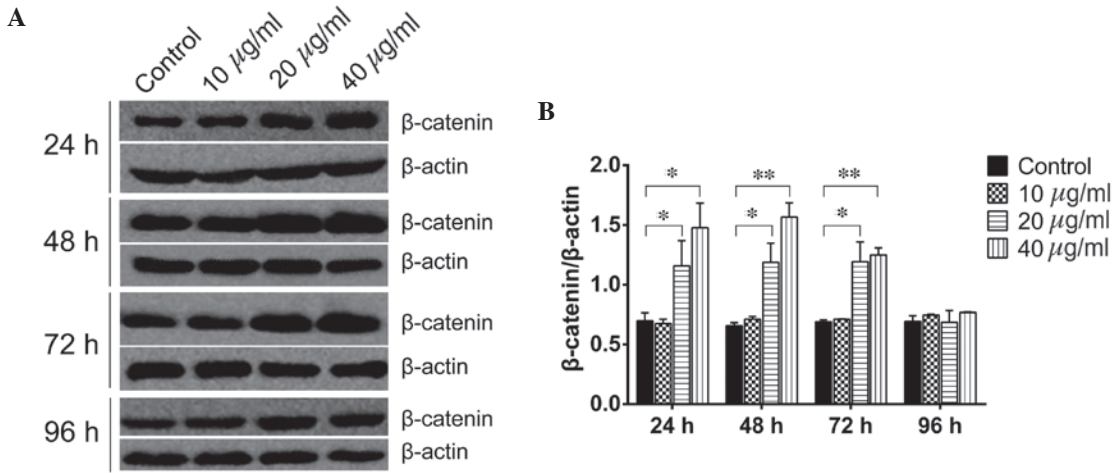 A
Control
10 µg/ml
20 µg/ml
40 µg/ml
24 h
β-catenin
β-actin
48 h
β-catenin
β-actin
72 h
β-catenin
β-actin
96 h
β-catenin
β-actin
B
β-catenin/β-actin
2.0
1.5
1.0
0.5
0.0
* ** **
* * *
24 h 48 h 72 h 96 h
Control
10 µg/ml
20 µg/ml
40 µg/ml